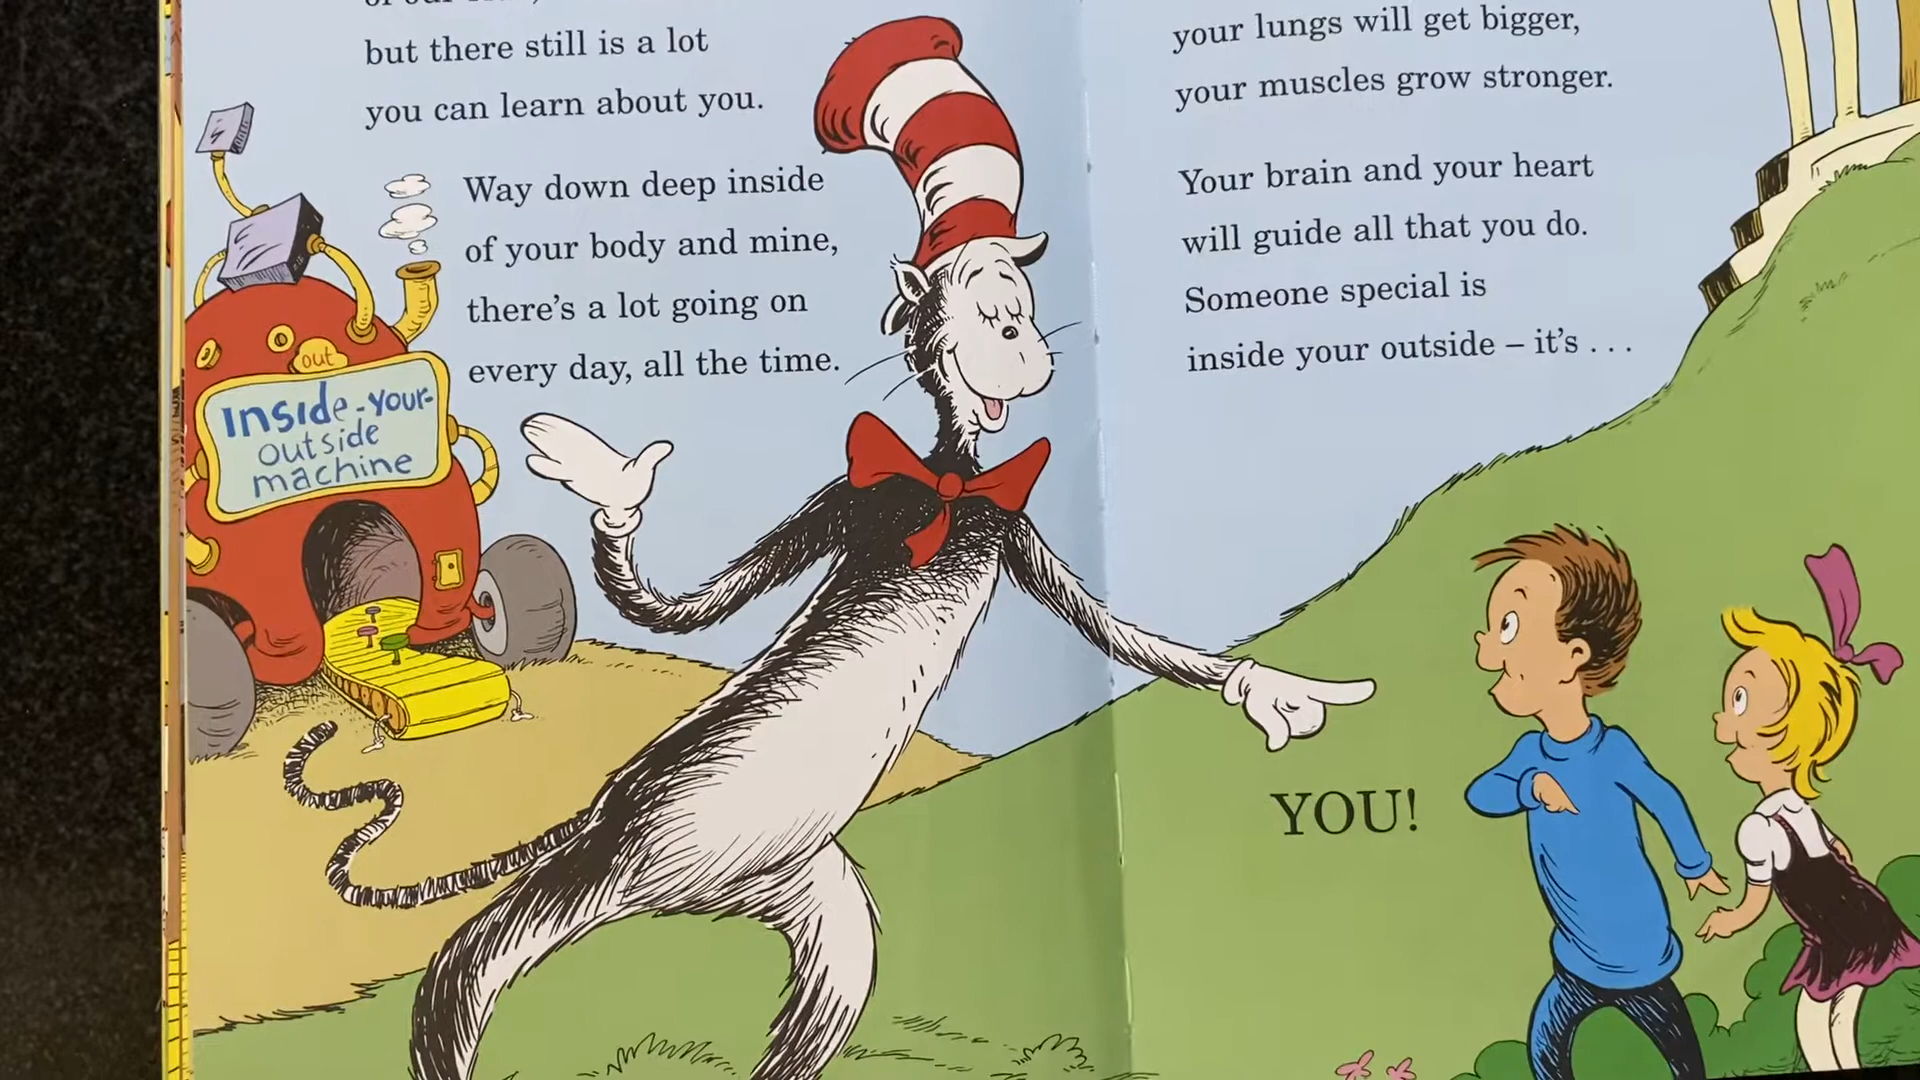 but there still is a lot
you can learn about you.
Way down deep inside
of your body and mine,
there's a lot going on
every day, all the time.
out
Inside-your-
outside
machine
your lungs will get bigger,
your muscles grow stronger.
Your brain and your heart
will guide all that you do.
Someone special is
inside your outside – it's . . .
YOU!